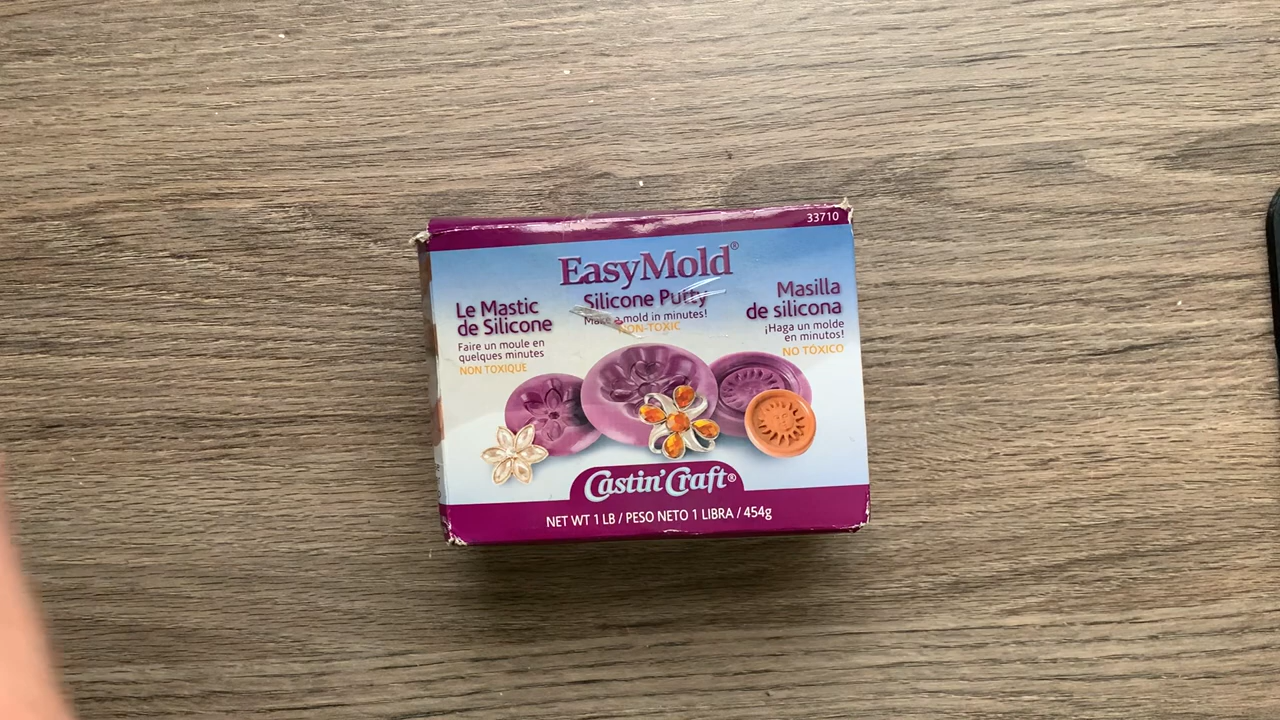 33710
EasyMold®
Silicone Putty
Make a mold in minutes!
NON-TOXIC
Le Mastic
de Silicone
Faire un moule en
quelques minutes
NON TOXIQUE
Masilla
de silicona
¡Haga un molde
en minutos!
NO TÓXICO
Castin'Craft®
NET WT 1 LB / PESO NETO 1 LIBRA / 454g